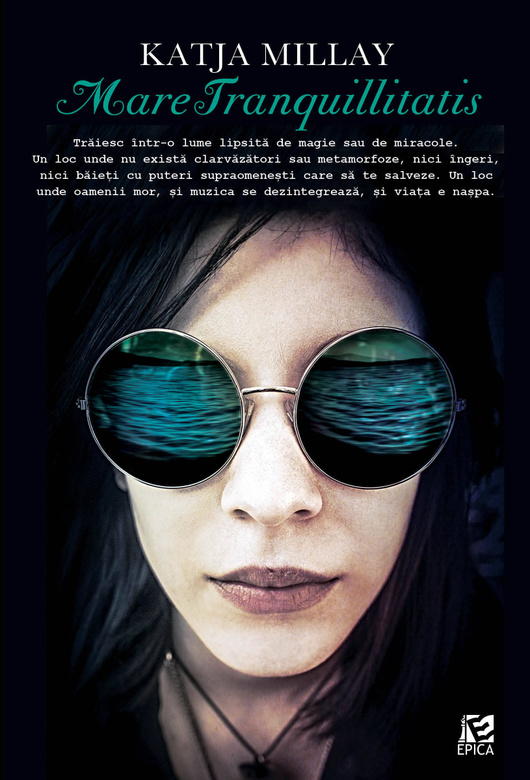 KATJA MILLAY
Mare Tranquillitatis
Trăiesc într-o lume lipsită de magie sau de miracole.
Un loc unde nu există clarvăzători sau metamorfoze, nici îngeri,
nici băieți cu puteri supraomenești care să te salveze. Un loc
unde oamenii mor, și muzica se dezintegrează, și viața e nașpa.
EPICA